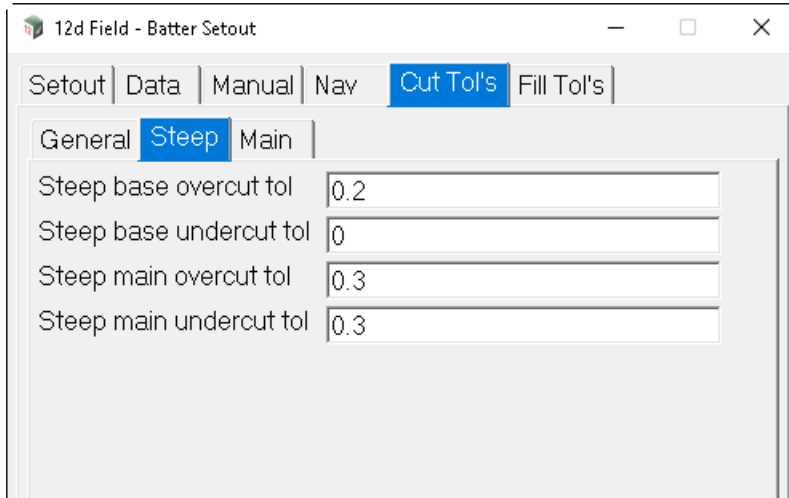 12d Field - Batter Setout
Setout Data Manual Nav Cut Tol's Fill Tol's
General Steep Main
Steep base overcut tol 0.2
Steep base undercut tol 0
Steep main overcut tol 0.3
Steep main undercut tol 0.3